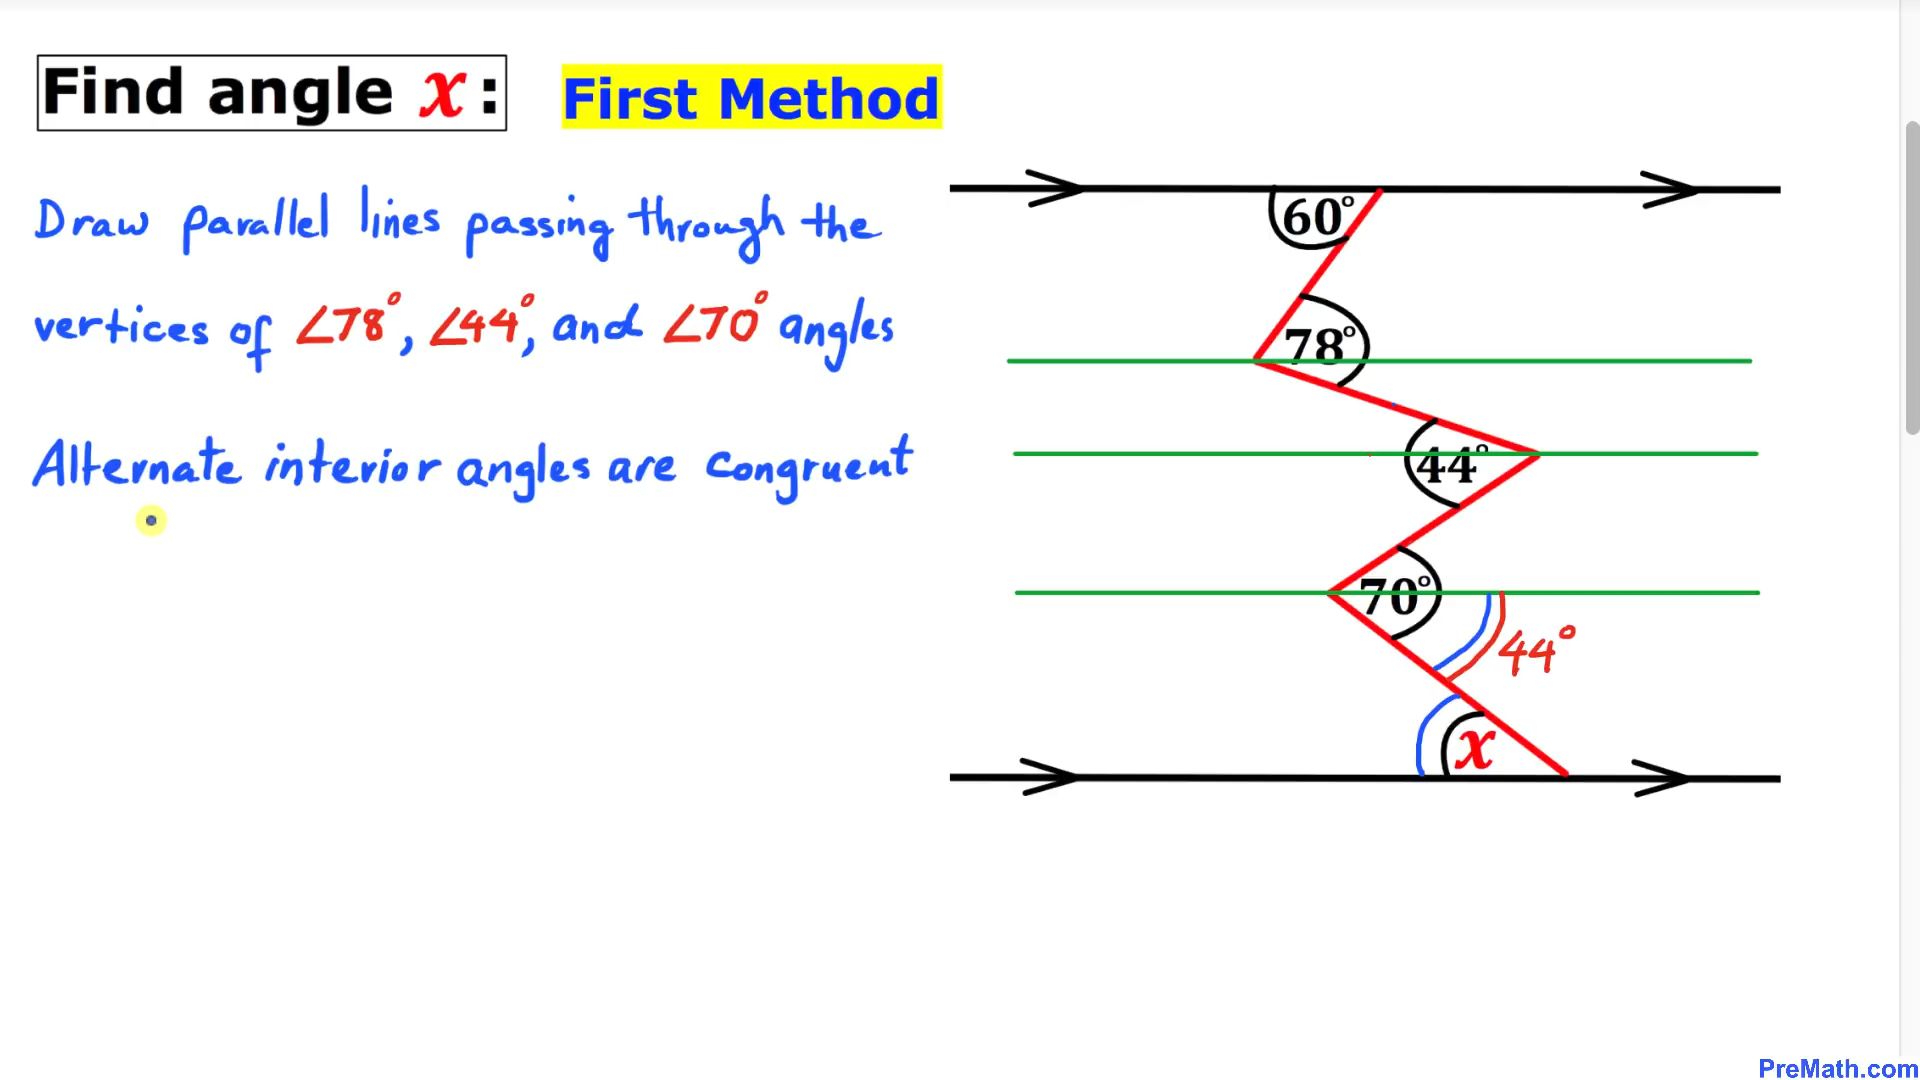 Find angle x:
First Method
Draw parallel lines passing through the
vertices of ∠78°, ∠44°, and ∠70° angles
Alternate interior angles are congruent
60°
78°
44°
70°
44°
x
PreMath.com